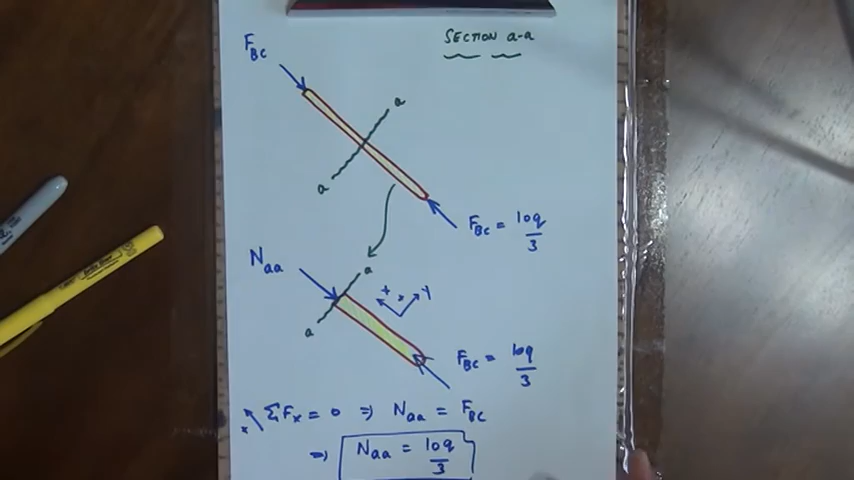 SECTION a-a
F_BC
a
a
F_BC = 10q/3
N_aa
a
+ x Y
a
F_BC = 10q/3
x ΣF_x = 0 ⇒ N_aa = F_BC
⇒ N_aa = 10q/3